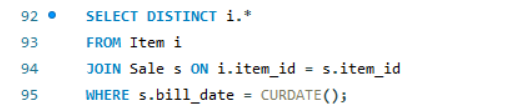 92 SELECT DISTINCT i.*
93 FROM Item i
94 JOIN Sale s ON i.item_id = s.item_id
95 WHERE s.bill_date = CURDATE();